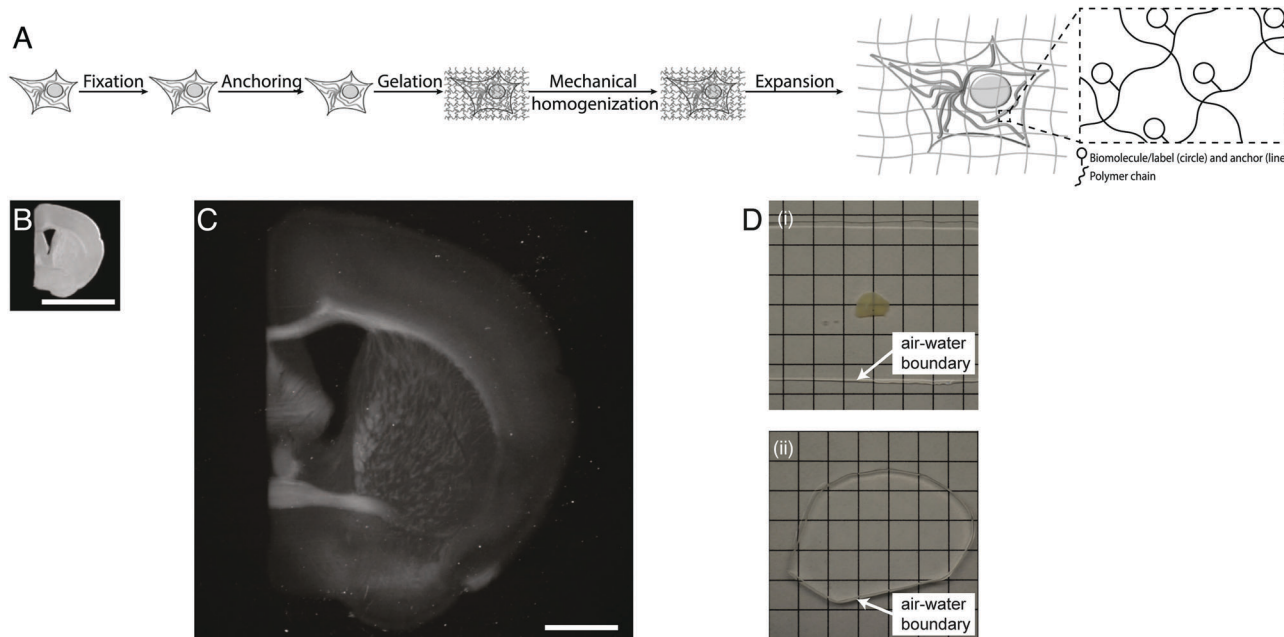 A
Fixation
Anchoring
Gelation
Mechanical
homogenization
Expansion
Biomolecule/label (circle) and anchor (line
Polymer chain
B
C
D
(i)
air-water
boundary
(ii)
air-water
boundary